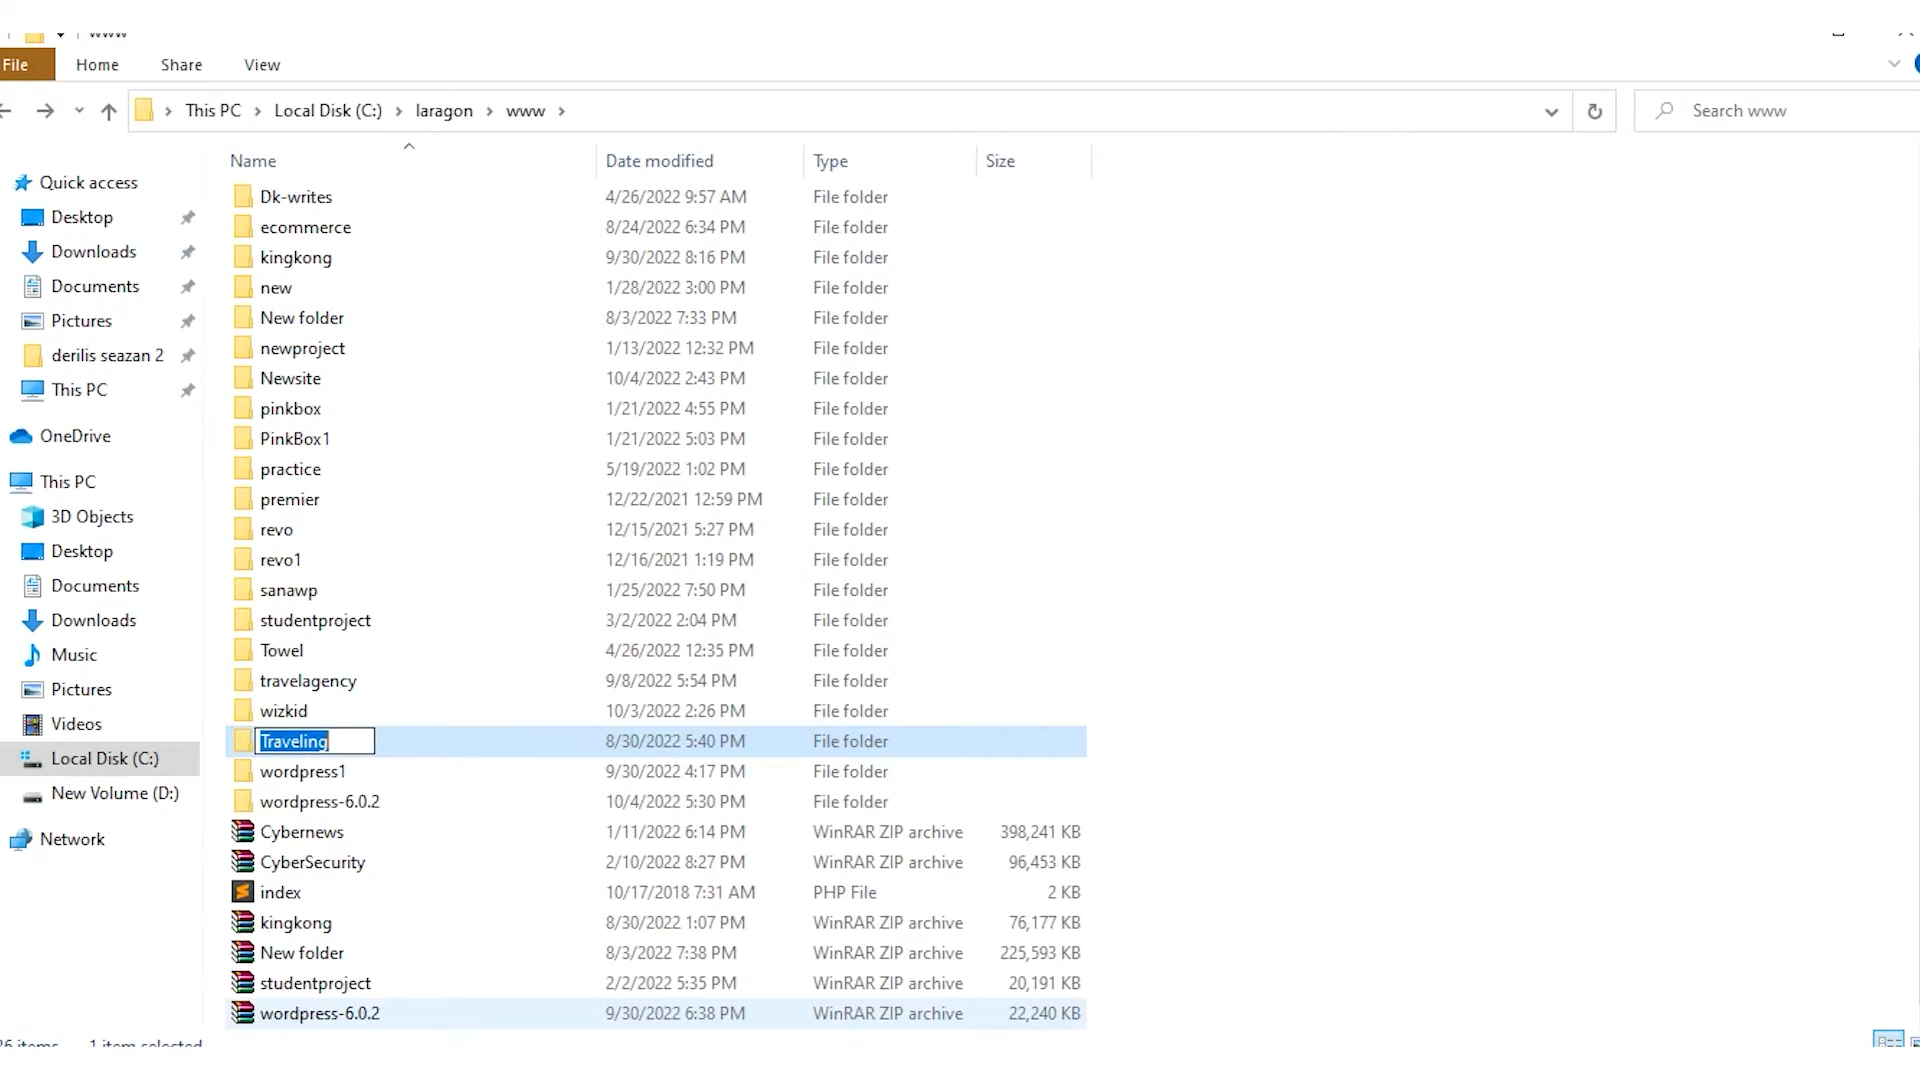 www
File Home Share View
This PC Local Disk (C:) laragon www Search www
Name Date modified Type Size
Quick access
Desktop
Downloads
Documents
Pictures
derilis seazan 2
This PC
OneDrive
This PC
3D Objects
Desktop
Documents
Downloads
Music
Pictures
Videos
Local Disk (C:)
New Volume (D:)
Network
Dk-writes 4/26/2022 9:57 AM File folder
ecommerce 8/24/2022 6:34 PM File folder
kingkong 9/30/2022 8:16 PM File folder
new 1/28/2022 3:00 PM File folder
New folder 8/3/2022 7:33 PM File folder
newproject 1/13/2022 12:32 PM File folder
Newsite 10/4/2022 2:43 PM File folder
pinkbox 1/21/2022 4:55 PM File folder
PinkBox1 1/21/2022 5:03 PM File folder
practice 5/19/2022 1:02 PM File folder
premier 12/22/2021 12:59 PM File folder
revo 12/15/2021 5:27 PM File folder
revo1 12/16/2021 1:19 PM File folder
sanawp 1/25/2022 7:50 PM File folder
studentproject 3/2/2022 2:04 PM File folder
Towel 4/26/2022 12:35 PM File folder
travelagency 9/8/2022 5:54 PM File folder
wizkid 10/3/2022 2:26 PM File folder
Traveling 8/30/2022 5:40 PM File folder
wordpress1 9/30/2022 4:17 PM File folder
wordpress-6.0.2 10/4/2022 5:30 PM File folder
Cybernews 1/11/2022 6:14 PM WinRAR ZIP archive 398,241 KB
CyberSecurity 2/10/2022 8:27 PM WinRAR ZIP archive 96,453 KB
index 10/17/2018 7:31 AM PHP File 2 KB
kingkong 8/30/2022 1:07 PM WinRAR ZIP archive 76,177 KB
New folder 8/3/2022 7:38 PM WinRAR ZIP archive 225,593 KB
studentproject 2/2/2022 5:35 PM WinRAR ZIP archive 20,191 KB
wordpress-6.0.2 9/30/2022 6:38 PM WinRAR ZIP archive 22,240 KB
items 1 item selected